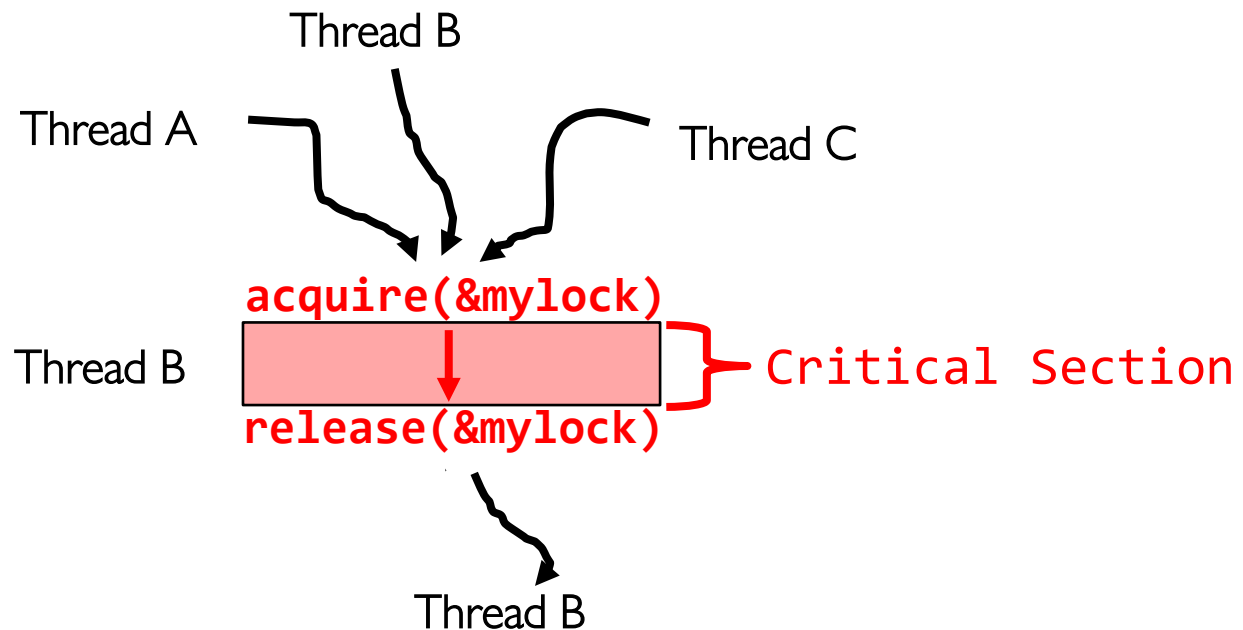 Thread B
Thread A
Thread C
acquire(&mylock)
Thread B
Critical Section
release(&mylock)
Thread B